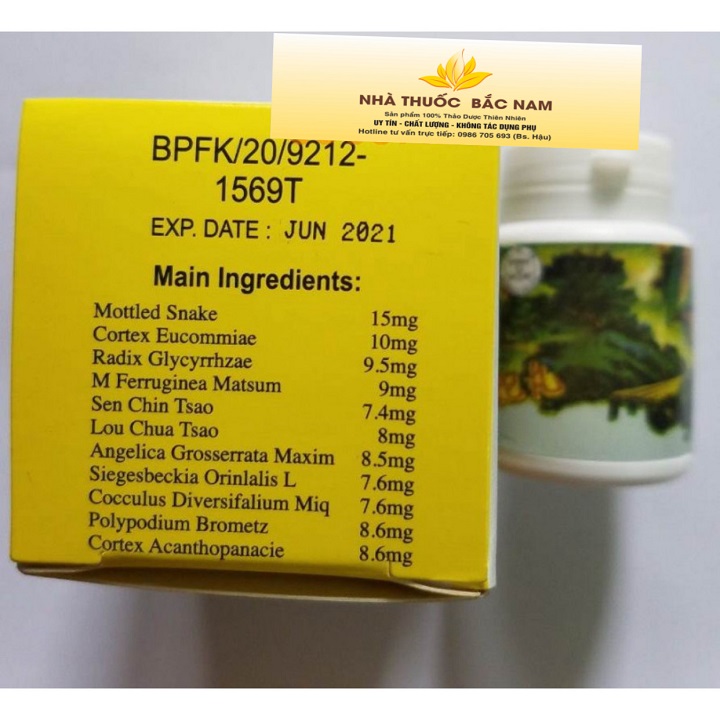 NHÀ THUỐC BẮC NAM
Sản phẩm 100% Thảo Dược Thiên Nhiên
UY TÍN - CHẤT LƯỢNG - KHÔNG TÁC DỤNG PHỤ
Hotline tư vấn trực tiếp: 0986 705 693 (Bs. Hậu)
BPFK/20/9212-
1569T
EXP. DATE : JUN 2021
Main Ingredients:
Mottled Snake 15mg
Cortex Eucommiae 10mg
Radix Glycyrrhzae 9.5mg
M Ferruginea Matsum 9mg
Sen Chin Tsao 7.4mg
Lou Chua Tsao 8mg
Angelica Grosserrata Maxim 8.5mg
Siegesbeckia Orinlalis L 7.6mg
Cocculus Diversifalium Miq 7.6mg
Polypodium Brometz 8.6mg
Cortex Acanthopanacie 8.6mg